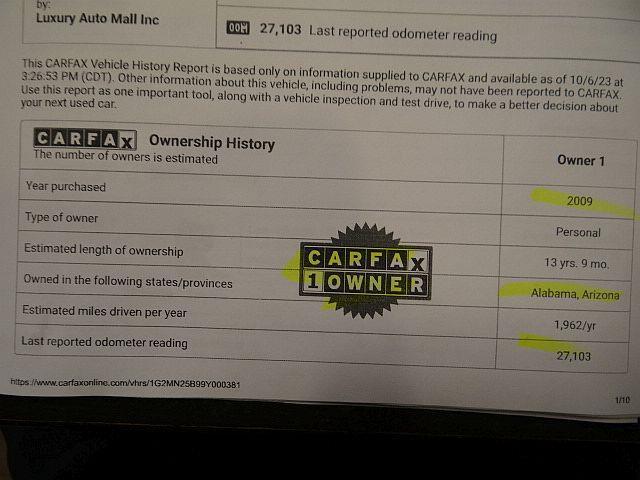 by:
Luxury Auto Mall Inc
27,103 Last reported odometer reading
This CARFAX Vehicle History Report is based only on information supplied to CARFAX and available as of 10/6/23 at
3:26:53 PM (CDT). Other information about this vehicle, including problems, may not have been reported to CARFAX.
Use this report as one important tool, along with a vehicle inspection and test drive, to make a better decision about
your next used car.
CARFAX Ownership History
The number of owners is estimated
Owner 1
Year purchased 2009
Type of owner Personal
Estimated length of ownership 13 yrs. 9 mo.
Owned in the following states/provinces Alabama, Arizona
Estimated miles driven per year 1,962/yr
Last reported odometer reading 27,103
CARFAX
1 OWNER
https://www.carfaxonline.com/vhrs/1G2MN25B99Y000381
1/10